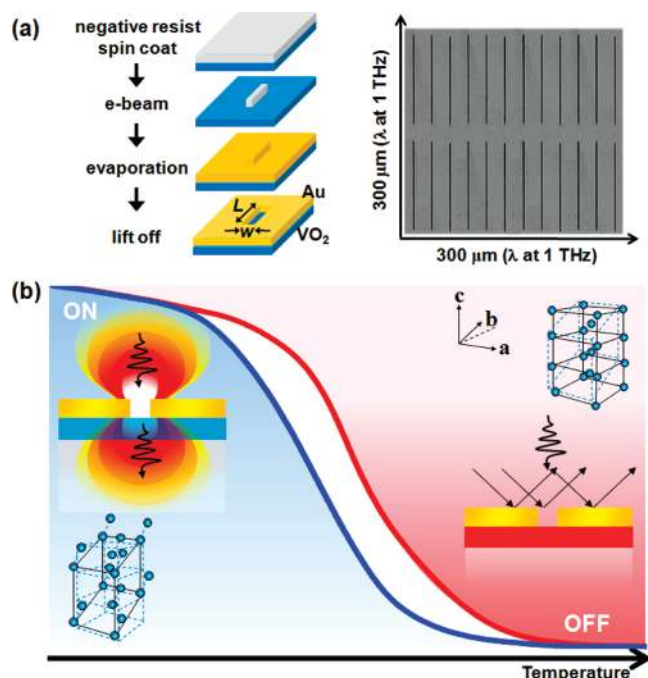 (a)
negative resist
spin coat
e-beam
evaporation
lift off
L
w
Au
VO2
300 μm (λ at 1 THz)
300 μm (λ at 1 THz)
(b)
ON
c
b
a
OFF
Temperature